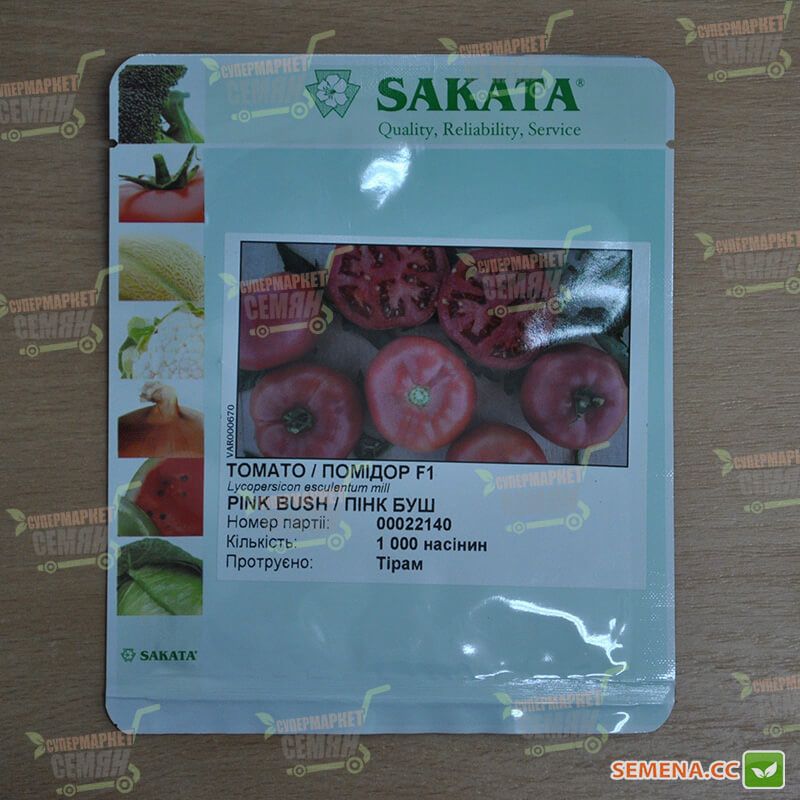 SAKATA®
Quality, Reliability, Service
VAR000670
TOMATO / ПОМІДОР F1
Lycopersicon esculentum mill
PINK BUSH / ПІНК БУШ
Номер партії: 00022140
Кількість: 1 000 насінин
Протруєно: Тірам
SAKATA®
СУПЕРМАРКЕТ
СЕМЯН
SEMENA.CC